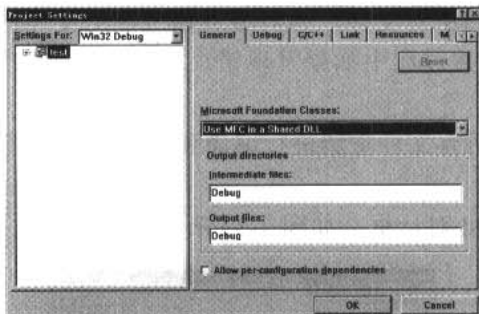 Project Settings
Settings For: Win32 Debug
General Debug C/C++ Link Resources M
test
Reset
Microsoft Foundation Classes:
Use MFC in a Shared DLL
Output directories
Intermediate files:
Debug
Output files:
Debug
Allow per-configuration dependencies
OK Cancel